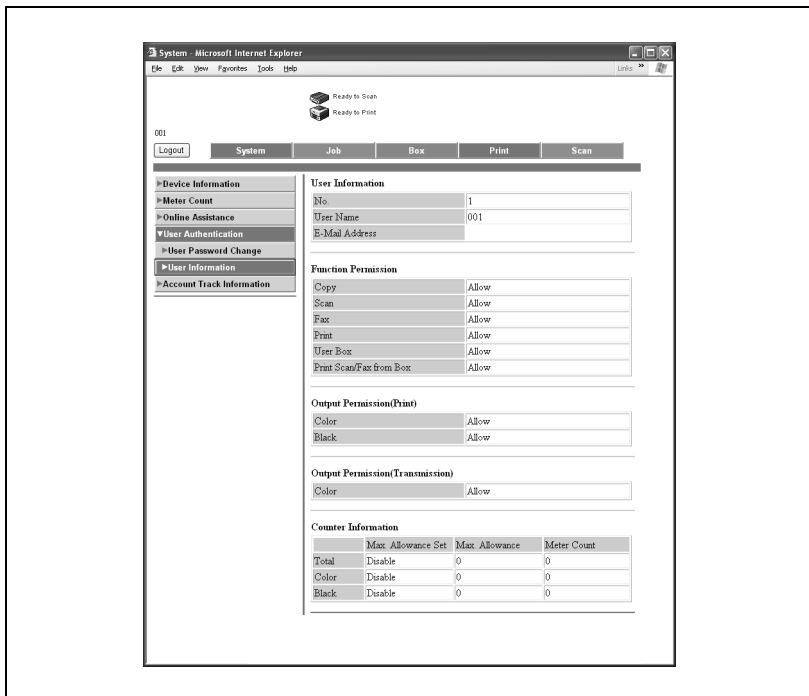 System - Microsoft Internet Explorer
File Edit View Favorites Tools Help Links »
Ready to Scan
Ready to Print
001
Logout System Job Box Print Scan
Device Information
Meter Count
Online Assistance
User Authentication
User Password Change
User Information
Account Track Information
User Information
No. 1
User Name 001
E-Mail Address
Function Permission
Copy Allow
Scan Allow
Fax Allow
Print Allow
User Box Allow
Print Scan/Fax from Box Allow
Output Permission(Print)
Color Allow
Black Allow
Output Permission(Transmission)
Color Allow
Counter Information
Max. Allowance Set Max. Allowance Meter Count
Total Disable 0 0
Color Disable 0 0
Black Disable 0 0